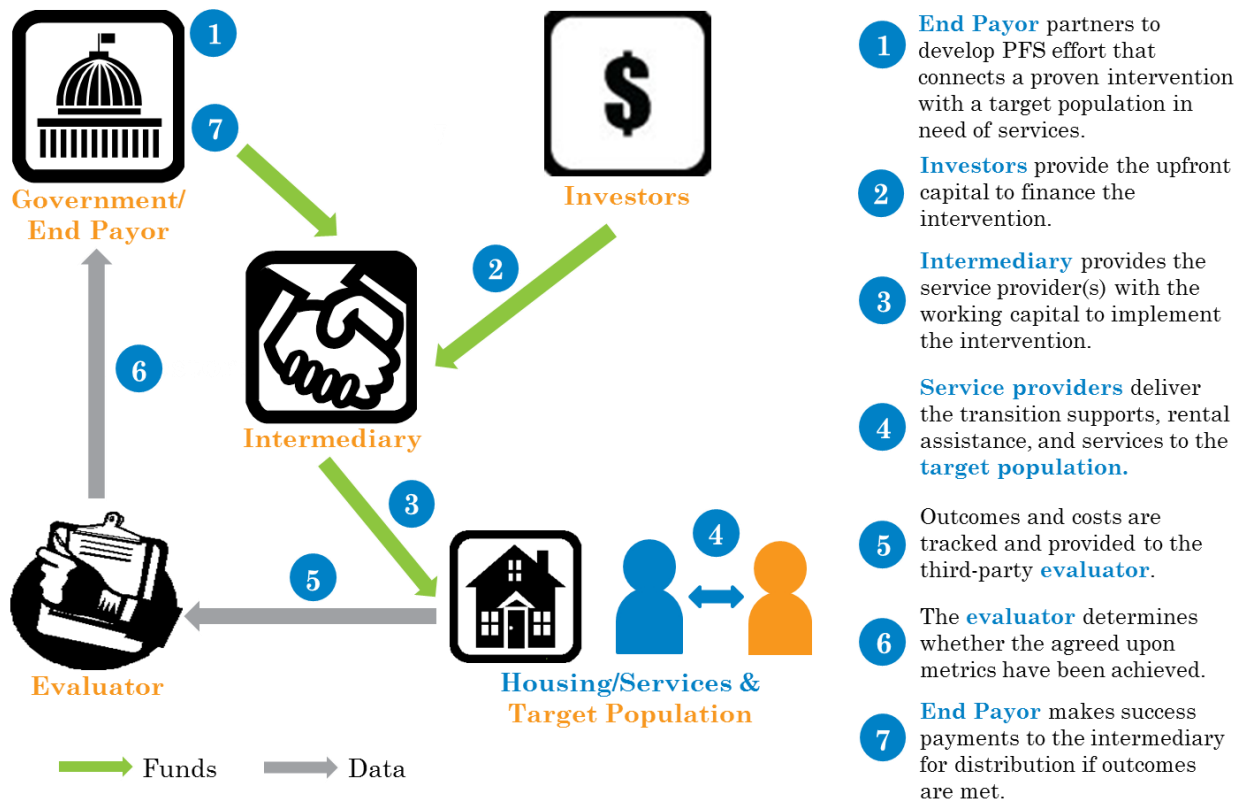 1
7
$
Government/
End Payor
Investors
2
6
Intermediary
3
4
5
Evaluator
Housing/Services &
Target Population
Funds
Data
1
End Payor partners to
develop PFS effort that
connects a proven intervention
with a target population in
need of services.
2
Investors provide the upfront
capital to finance the
intervention.
3
Intermediary provides the
service provider(s) with the
working capital to implement
the intervention.
4
Service providers deliver
the transition supports, rental
assistance, and services to the
target population.
5
Outcomes and costs are
tracked and provided to the
third-party evaluator.
6
The evaluator determines
whether the agreed upon
metrics have been achieved.
7
End Payor makes success
payments to the intermediary
for distribution if outcomes
are met.